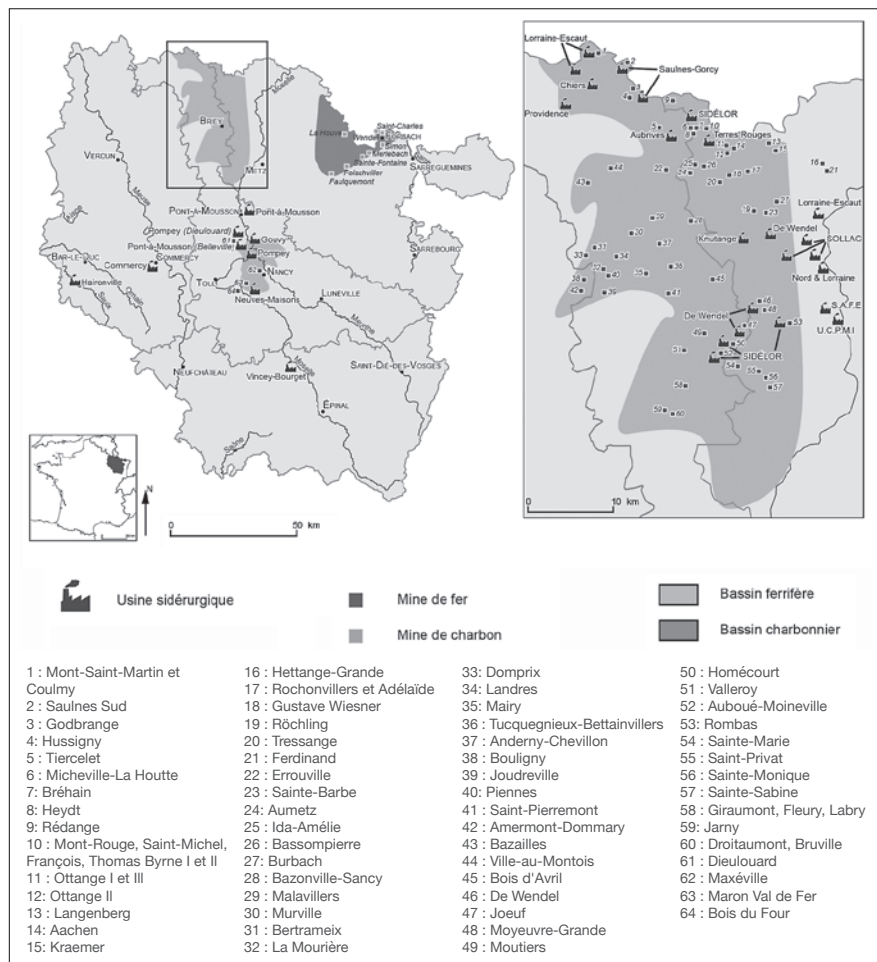 Lorraine-Escaut
Saulnes-Gorcy
Chiers
Providence
SIDÉLOR
Aubrives
Terres Rouges
Lorraine-Escaut
De Wendel
Knutange
SOLLAC
Nord & Lorraine
S.A.F.E
U.C.P.M.I
De Wendel
SIDÉLOR
0 10 km
BRIEY
VERDUN
METZ
Moselle
Meuse
La Houve
Saint-Charles
Wendel
FORBACH
Simon
Merlebach
Sainte-Fontaine
Folschviller
Faulquemont
SARREGUEMINES
PONT-À-MOUSSON
Pont-à-Mousson
Pompey (Dieulouard)
Pont-à-Mousson (Belleville)
Gouvy
Pompey
BAR-LE-DUC
COMMERCY
Commercy
Haironville
TOUL
NANCY
Neuves-Maisons
SARREBOURG
LUNEVILLE
Meurthe
Saulx
Ornain
NEUFCHÂTEAU
Vincey-Bourget
Moselle
SAINT-DIE-DES-VOSGES
ÉPINAL
Saône
N
0 50 km
Usine sidérurgique
Mine de fer
Mine de charbon
Bassin ferrifère
Bassin charbonnier
1 : Mont-Saint-Martin et
Coulmy
2 : Saulnes Sud
3 : Godbrange
4: Hussigny
5 : Tiercelet
6 : Micheville-La Houtte
7: Bréhain
8: Heydt
9: Rédange
10 : Mont-Rouge, Saint-Michel,
François, Thomas Byrne I et II
11 : Ottange I et III
12: Ottange II
13 : Langenberg
14: Aachen
15: Kraemer
16 : Hettange-Grande
17 : Rochonvillers et Adélaïde
18 : Gustave Wiesner
19 : Röchling
20 : Tressange
21 : Ferdinand
22 : Errouville
23 : Sainte-Barbe
24: Aumetz
25 : Ida-Amélie
26 : Bassompierre
27: Burbach
28 : Bazonville-Sancy
29 : Malavillers
30 : Murville
31 : Bertrameix
32 : La Mourière
33: Domprix
34: Landres
35: Mairy
36 : Tucquegnieux-Bettainvillers
37 : Anderny-Chevillon
38 : Bouligny
39 : Joudreville
40: Piennes
41 : Saint-Pierremont
42 : Amermont-Dommary
43 : Bazailles
44 : Ville-au-Montois
45 : Bois d'Avril
46 : De Wendel
47 : Joeuf
48 : Moyeuvre-Grande
49 : Moutiers
50 : Homécourt
51 : Valleroy
52 : Auboué-Moineville
53: Rombas
54 : Sainte-Marie
55 : Saint-Privat
56 : Sainte-Monique
57 : Sainte-Sabine
58 : Giraumont, Fleury, Labry
59: Jarny
60 : Droitaumont, Bruville
61 : Dieulouard
62 : Maxéville
63 : Maron Val de Fer
64 : Bois du Four